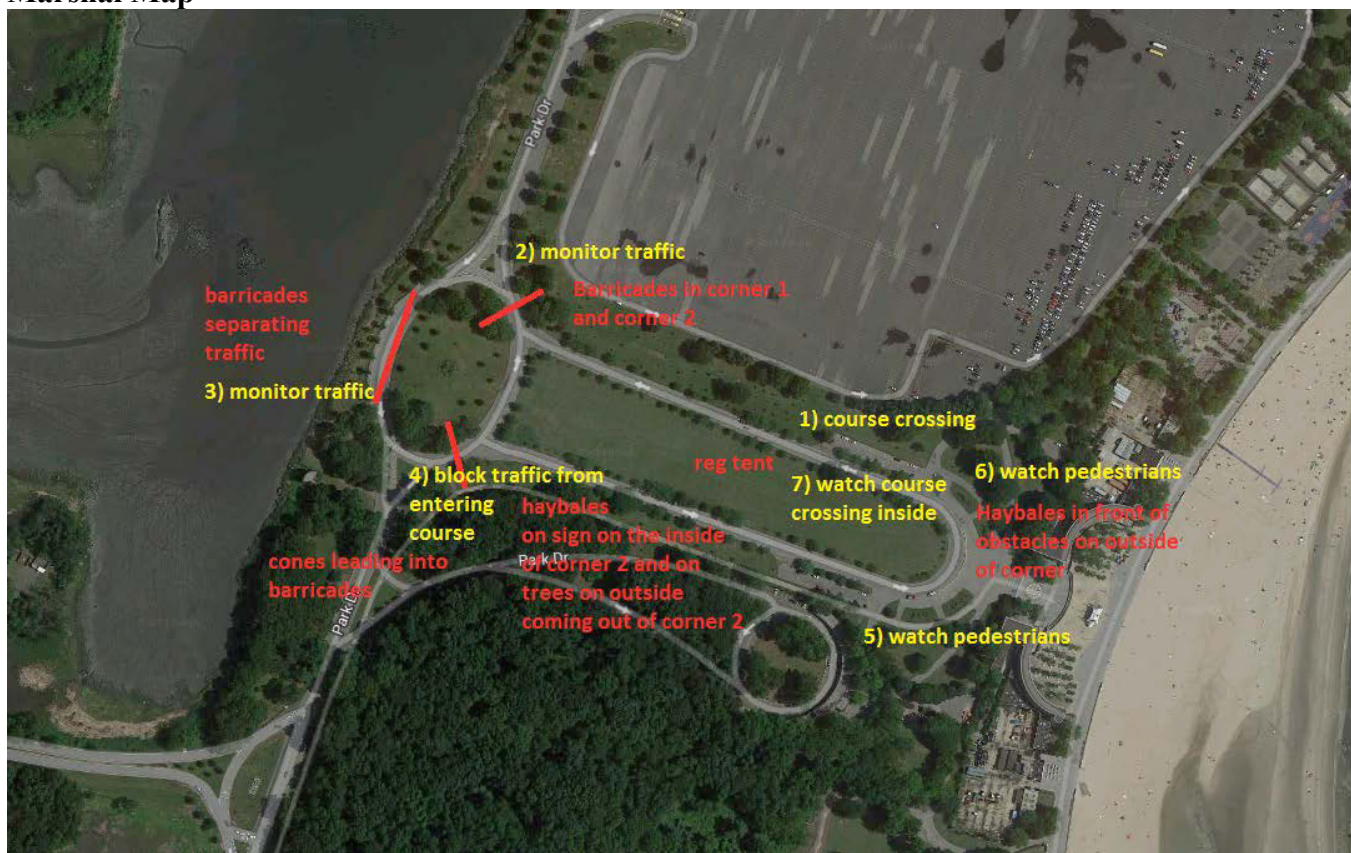 Marshal Map
Park Dr
2) monitor traffic
Barricades in corner 1
and corner 2
barricades
separating
traffic
3) monitor traffic
1) course crossing
reg tent
6) watch pedestrians
4) block traffic from
entering
course
7) watch course
crossing inside
haybales
on sign on the inside
of corner 2 and on
trees on outside
coming out of corner 2
Haybales in front of
obstacles on outside
of corner
Park Dr
cones leading into
barricades
Park Dr
5) watch pedestrians